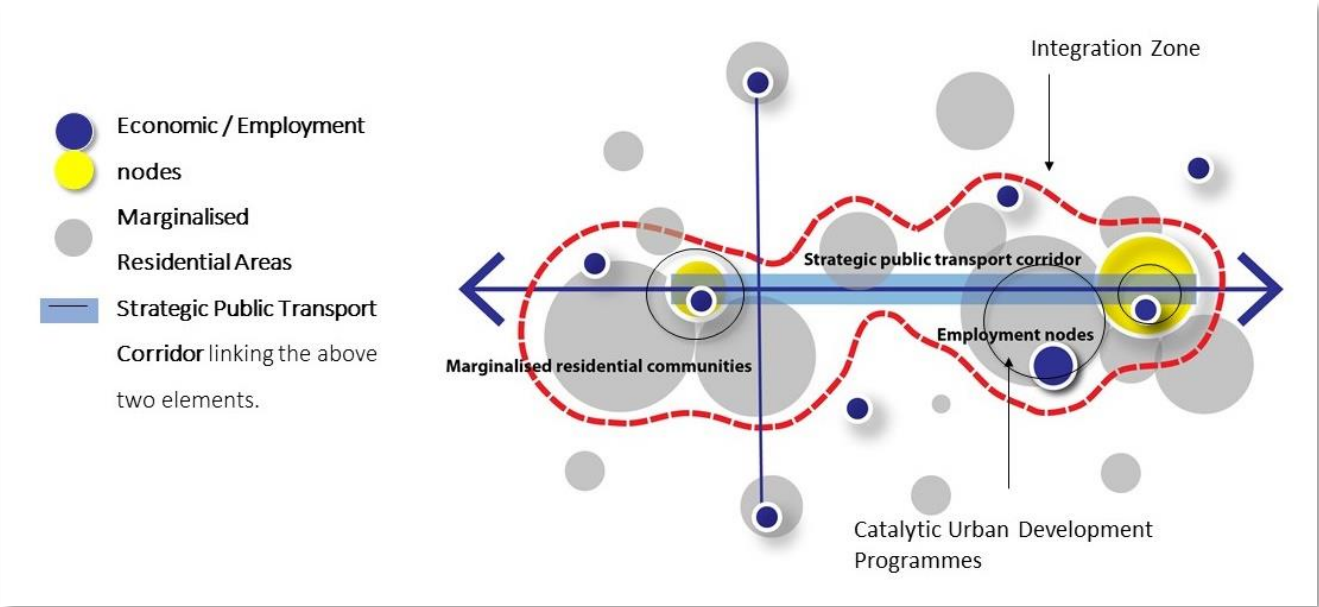 Economic / Employment
nodes
Marginalised
Residential Areas
Strategic Public Transport
Corridor linking the above
two elements.
Integration Zone
Strategic public transport corridor
Employment nodes
Marginalised residential communities
Catalytic Urban Development
Programmes